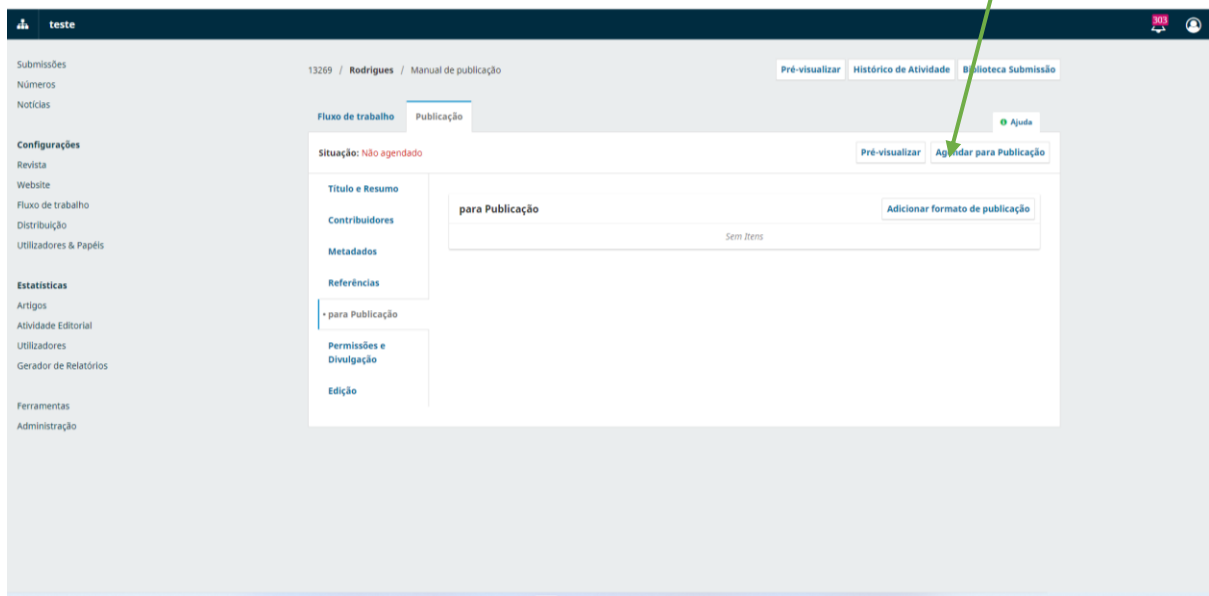 teste
303
Submissões
Números
Notícias
Configurações
Revista
Website
Fluxo de trabalho
Distribuição
Utilizadores & Papéis
Estatísticas
Artigos
Atividade Editorial
Utilizadores
Gerador de Relatórios
Ferramentas
Administração
13269 / Rodrigues / Manual de publicação
Pré-visualizar Histórico de Atividade Biblioteca Submissão
Fluxo de trabalho Publicação
Ajuda
Situação: Não agendado
Pré-visualizar Agendar para Publicação
Título e Resumo
Contribuidores
Metadados
Referências
• para Publicação
Permissões e
Divulgação
Edição
para Publicação
Adicionar formato de publicação
Sem Itens